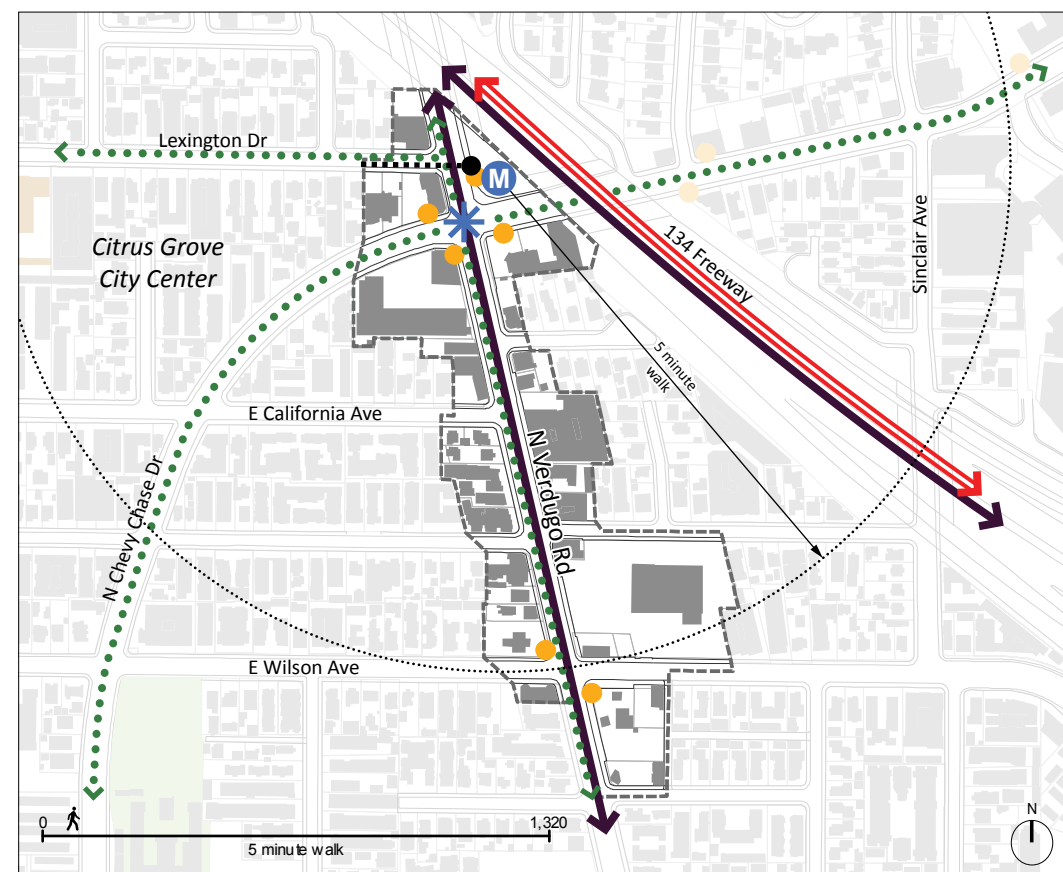 Lexington Dr
M
Citrus Grove
City Center
134 Freeway
Sinclair Ave
5 minute
walk
E California Ave
N Verdugo Rd
N Chevy Chase Dr
E Wilson Ave
0
1,320
5 minute walk
N